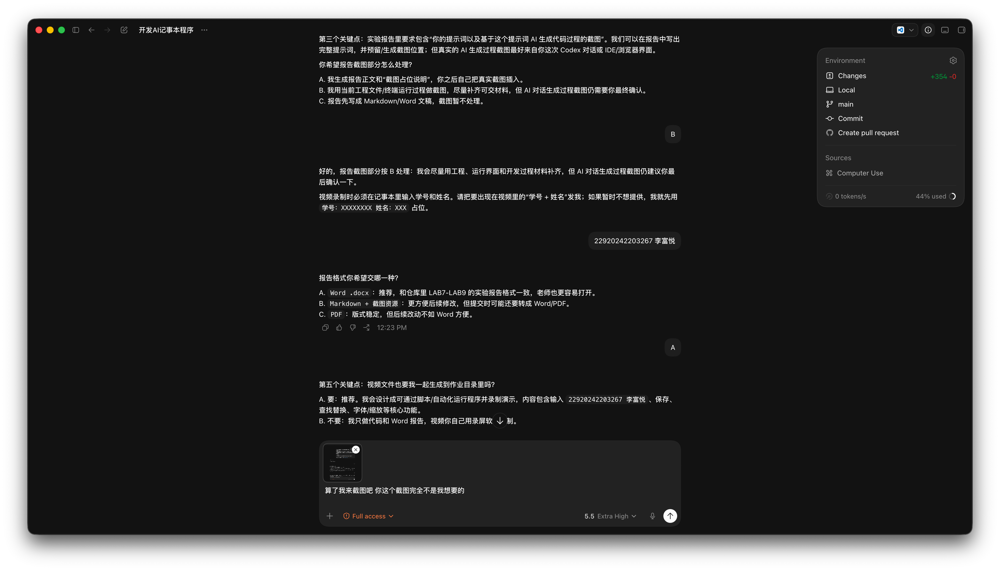 开发AI记事本程序
第三个关键点：实验报告里要求包含“你的提示词以及基于这个提示词 AI 生成代码过程的截图”。我们可以在报告中写出
完整提示词，并预留/生成截图位置；但真实的 AI 生成过程截图最好来自你这次 Codex 对话或 IDE/浏览器界面。
你希望报告截图部分怎么处理？
A. 我生成报告正文和“截图占位说明”，你之后自己把真实截图插入。
B. 我用当前工程文件/终端运行过程做截图，尽量补齐可交材料，但 AI 对话生成过程截图仍需要你最终确认。
C. 报告先写成 Markdown/Word 文稿，截图暂不处理。
B
好的，报告截图部分按 B 处理：我会尽量用工程、运行界面和开发过程材料补齐，但 AI 对话生成过程截图仍建议你最
后确认一下。
视频录制时必须在记事本里输入学号和姓名。请把要出现在视频里的“学号 + 姓名”发我；如果暂时不想提供，我就先用
学号：XXXXXXXX 姓名：XXX 占位。
22920242203267 李富悦
报告格式你希望交哪一种？
A. Word .docx：推荐，和仓库里 LAB7-LAB9 的实验报告格式一致，老师也更容易打开。
B. Markdown + 截图资源：更方便后续修改，但提交时可能还要转成 Word/PDF。
C. PDF：版式稳定，但后续改动不如 Word 方便。
12:23 PM
A
第五个关键点：视频文件也要我一起生成到作业目录里吗？
A. 要：推荐。我会设计成可通过脚本/自动化运行程序并录制演示，内容包含输入 22920242203267 李富悦、保存、
查找替换、字体/缩放等核心功能。
B. 不要：我只做代码和 Word 报告，视频你自己用录屏软 制。
算了我来截图吧 你这个截图完全不是我想要的
Full access
5.5 Extra High
Environment
Changes +354 -0
Local
main
Commit
Create pull request
Sources
Computer Use
0 tokens/s 44% used